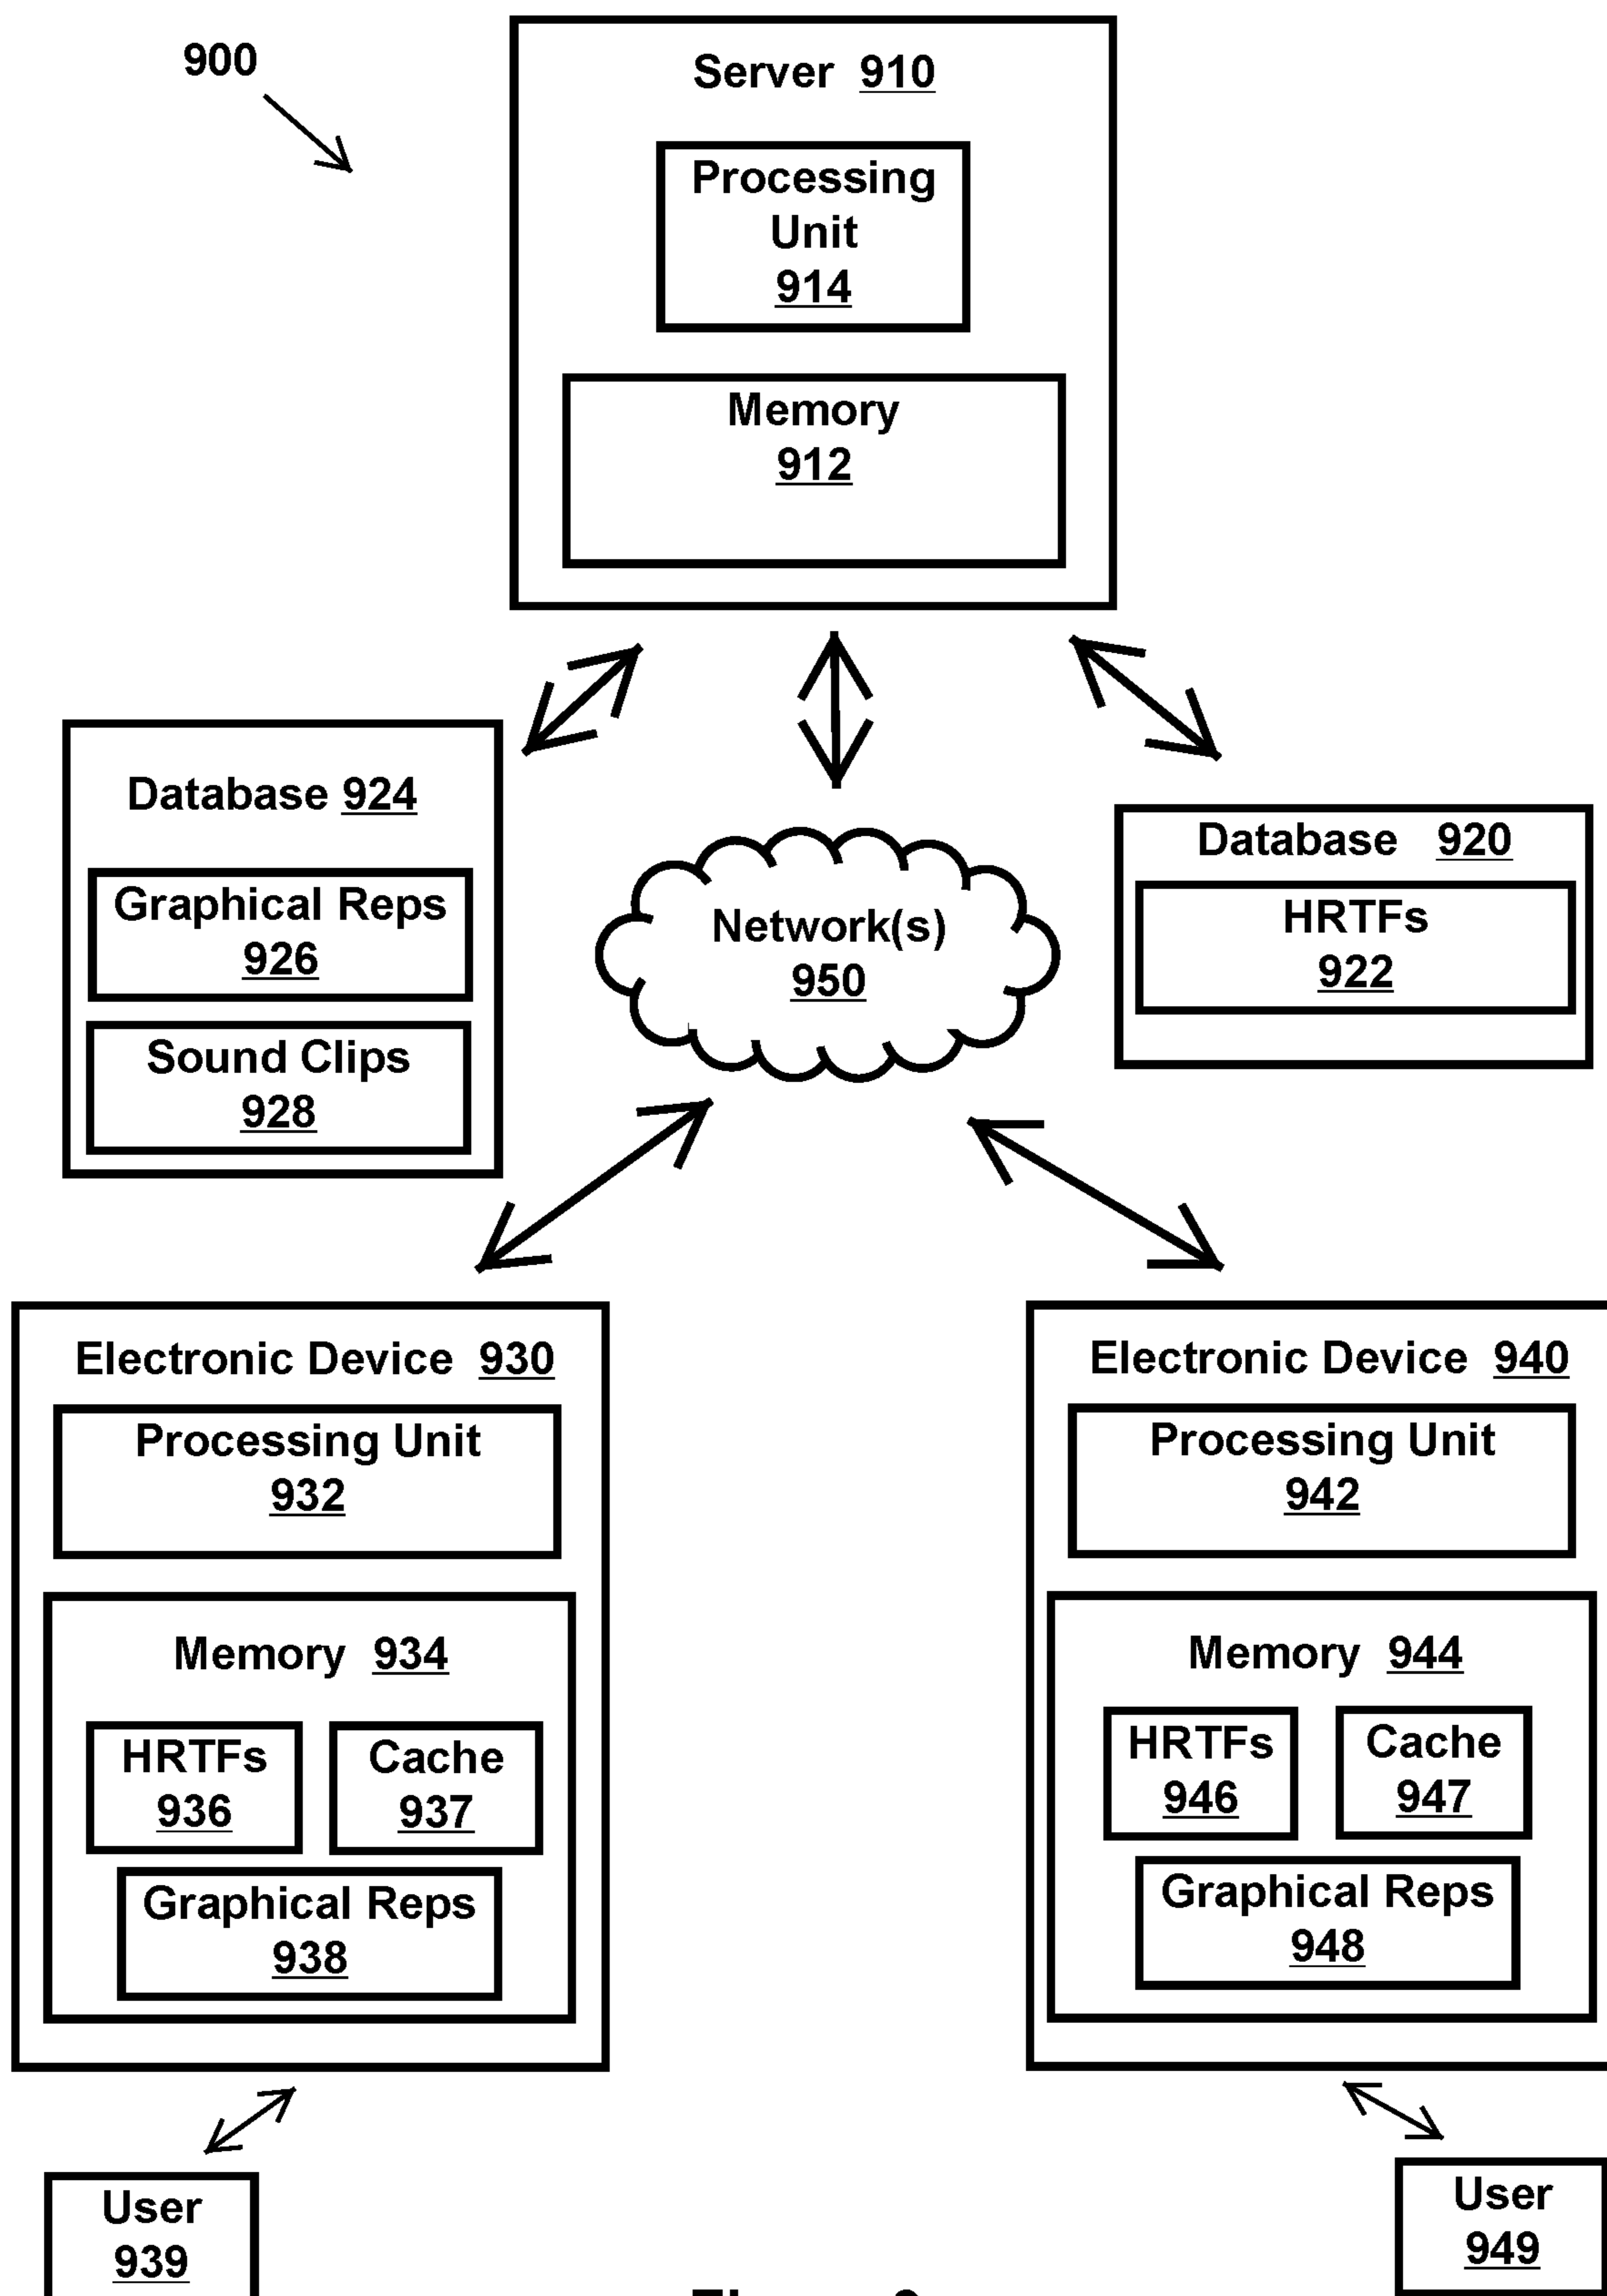 900
Server 910
Processing
Unit
914
Memory
912
Database 924
Graphical Reps
926
Sound Clips
928
Network(s)
950
Database 920
HRTFs
922
Electronic Device 930
Processing Unit
932
Memory 934
HRTFs
936
Cache
937
Graphical Reps
938
User
939
Electronic Device 940
Processing Unit
942
Memory 944
HRTFs
946
Cache
947
Graphical Reps
948
User
949